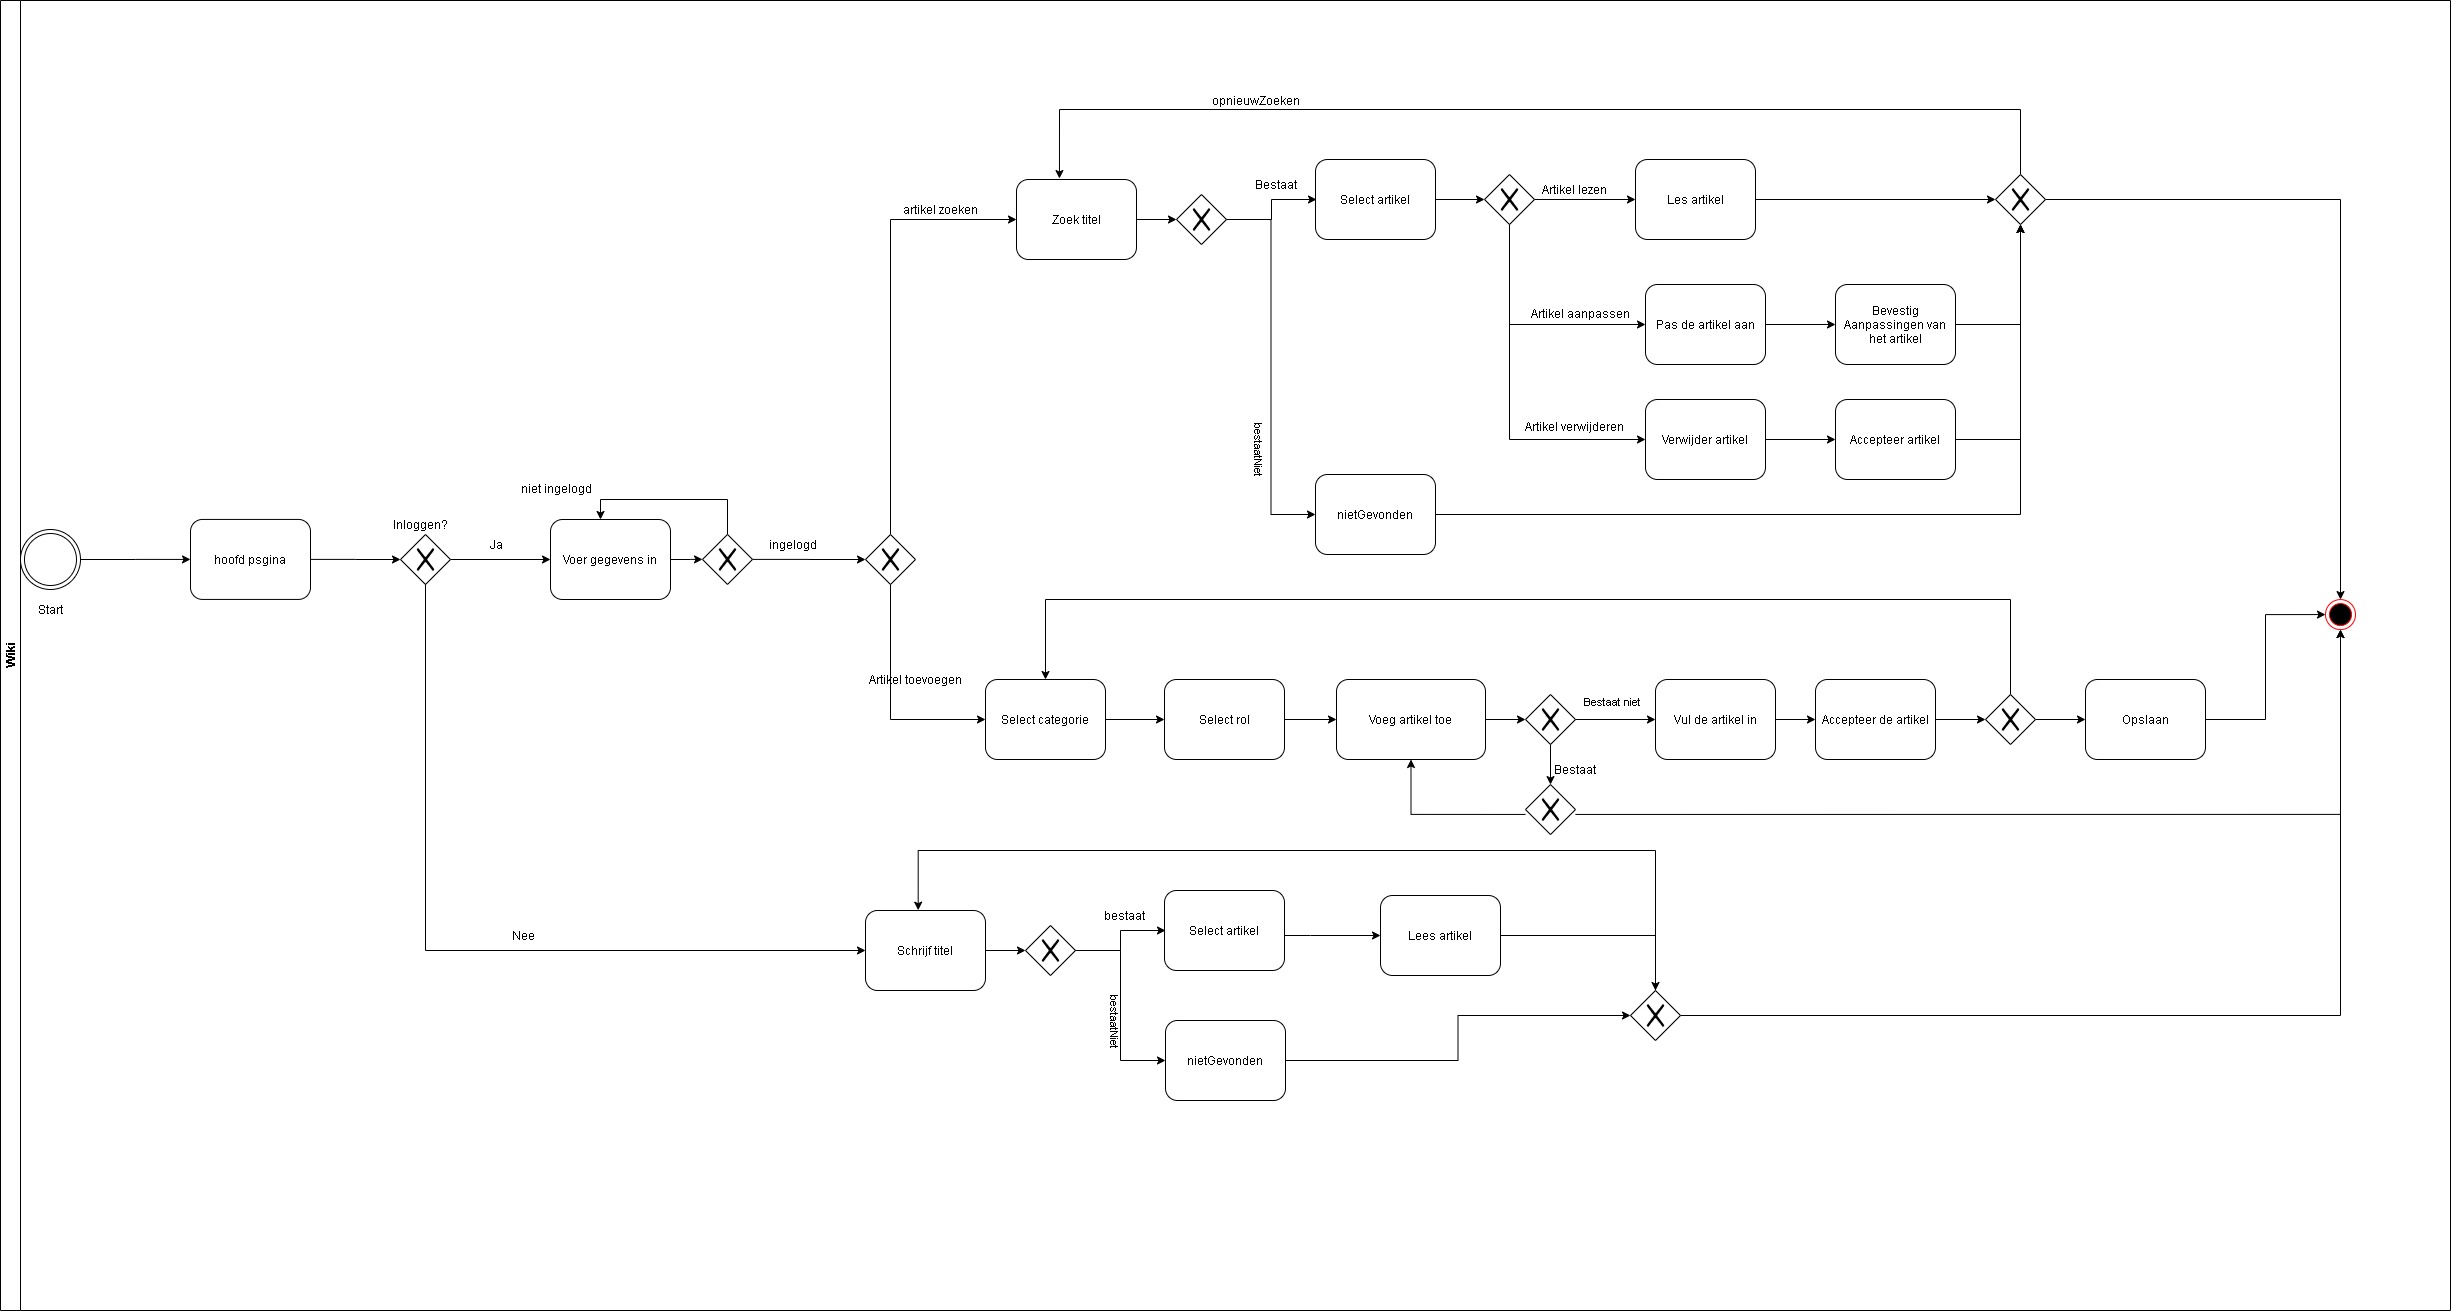 Wiki
opnieuwZoeken
artikel zoeken
Zoek titel
Bestaat
Select artikel
Artikel lezen
Les artikel
Artikel aanpassen
Pas de artikel aan
Bevestig
Aanpassingen van
het artikel
Artikel verwijderen
Verwijder artikel
Accepteer artikel
bestaatNiet
nietGevonden
Start
hoofd psgina
Inloggen?
Ja
niet ingelogd
Voer gegevens in
ingelogd
Artikel toevoegen
Select categorie
Select rol
Voeg artikel toe
Bestaat niet
Vul de artikel in
Accepteer de artikel
Opslaan
Bestaat
Nee
Schrijf titel
bestaat
Select artikel
Lees artikel
bestaatNiet
nietGevonden